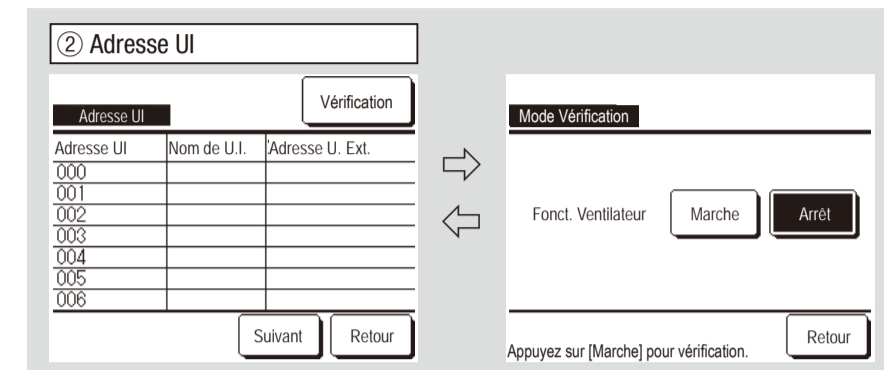 ② Adresse UI
Vérification
Adresse UI
Adresse UI Nom de U.I. Adresse U. Ext.
000
001
002
003
004
005
006
Suivant Retour
Mode Vérification
Fonct. Ventilateur Marche Arrêt
Retour
Appuyez sur [Marche] pour vérification.